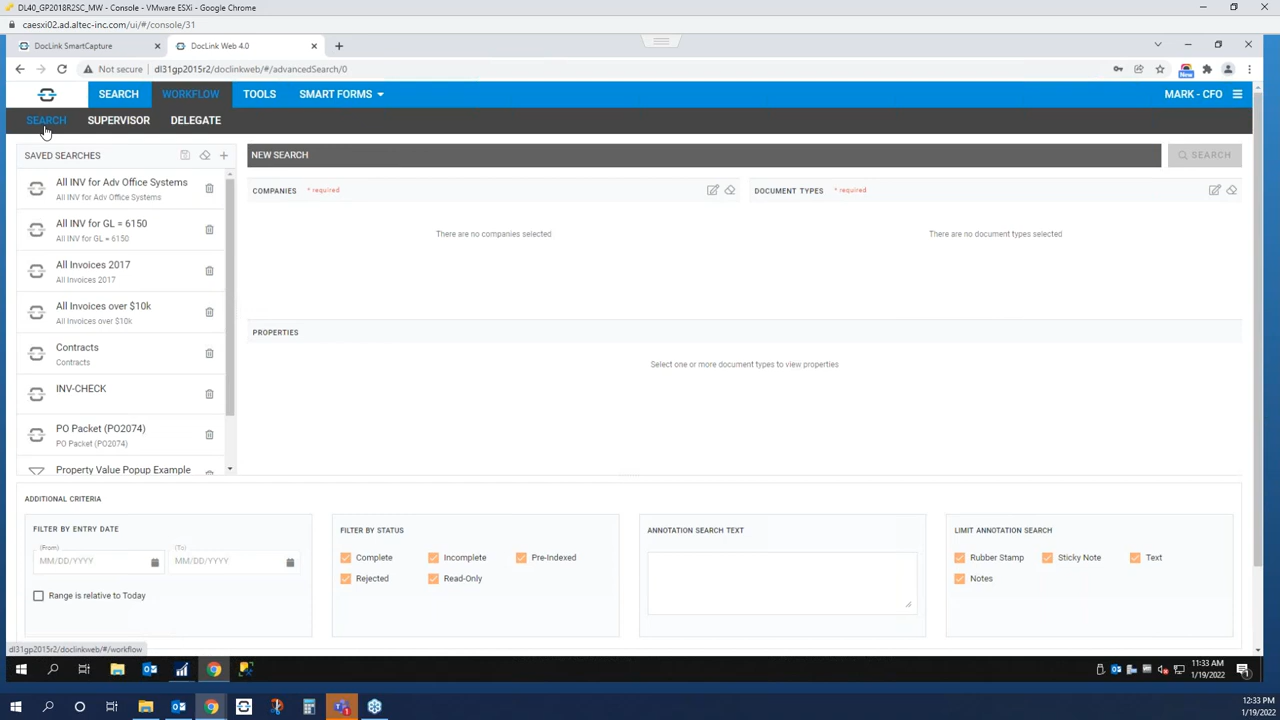 DL40_GP2018R2SC_MW - Console - VMware ESXi - Google Chrome
caesxi02.ad.altec-inc.com/ui/#/console/31
DocLink SmartCapture
DocLink Web 4.0
Not secure
dl31gp2015r2/doclinkweb/#/advancedSearch/0
New
SEARCH
WORKFLOW
TOOLS
SMART FORMS
MARK - CFO
SEARCH
SUPERVISOR
DELEGATE
SAVED SEARCHES
NEW SEARCH
SEARCH
All INV for Adv Office Systems
All INV for Adv Office Systems
All INV for GL = 6150
All INV for GL = 6150
All Invoices 2017
All Invoices 2017
All Invoices over $10k
All Invoices over $10k
Contracts
Contracts
INV-CHECK
PO Packet (PO2074)
PO Packet (PO2074)
Property Value Popup Example
COMPANIES * required
There are no companies selected
DOCUMENT TYPES * required
There are no document types selected
PROPERTIES
Select one or more document types to view properties
ADDITIONAL CRITERIA
FILTER BY ENTRY DATE
(From)
MM/DD/YYYY
(To)
MM/DD/YYYY
Range is relative to Today
FILTER BY STATUS
Complete
Incomplete
Pre-Indexed
Rejected
Read-Only
ANNOTATION SEARCH TEXT
LIMIT ANNOTATION SEARCH
Rubber Stamp
Sticky Note
Text
Notes
dl31gp2015r2/doclinkweb/#/workflow
11:33 AM
1/19/2022
12:33 PM
1/19/2022